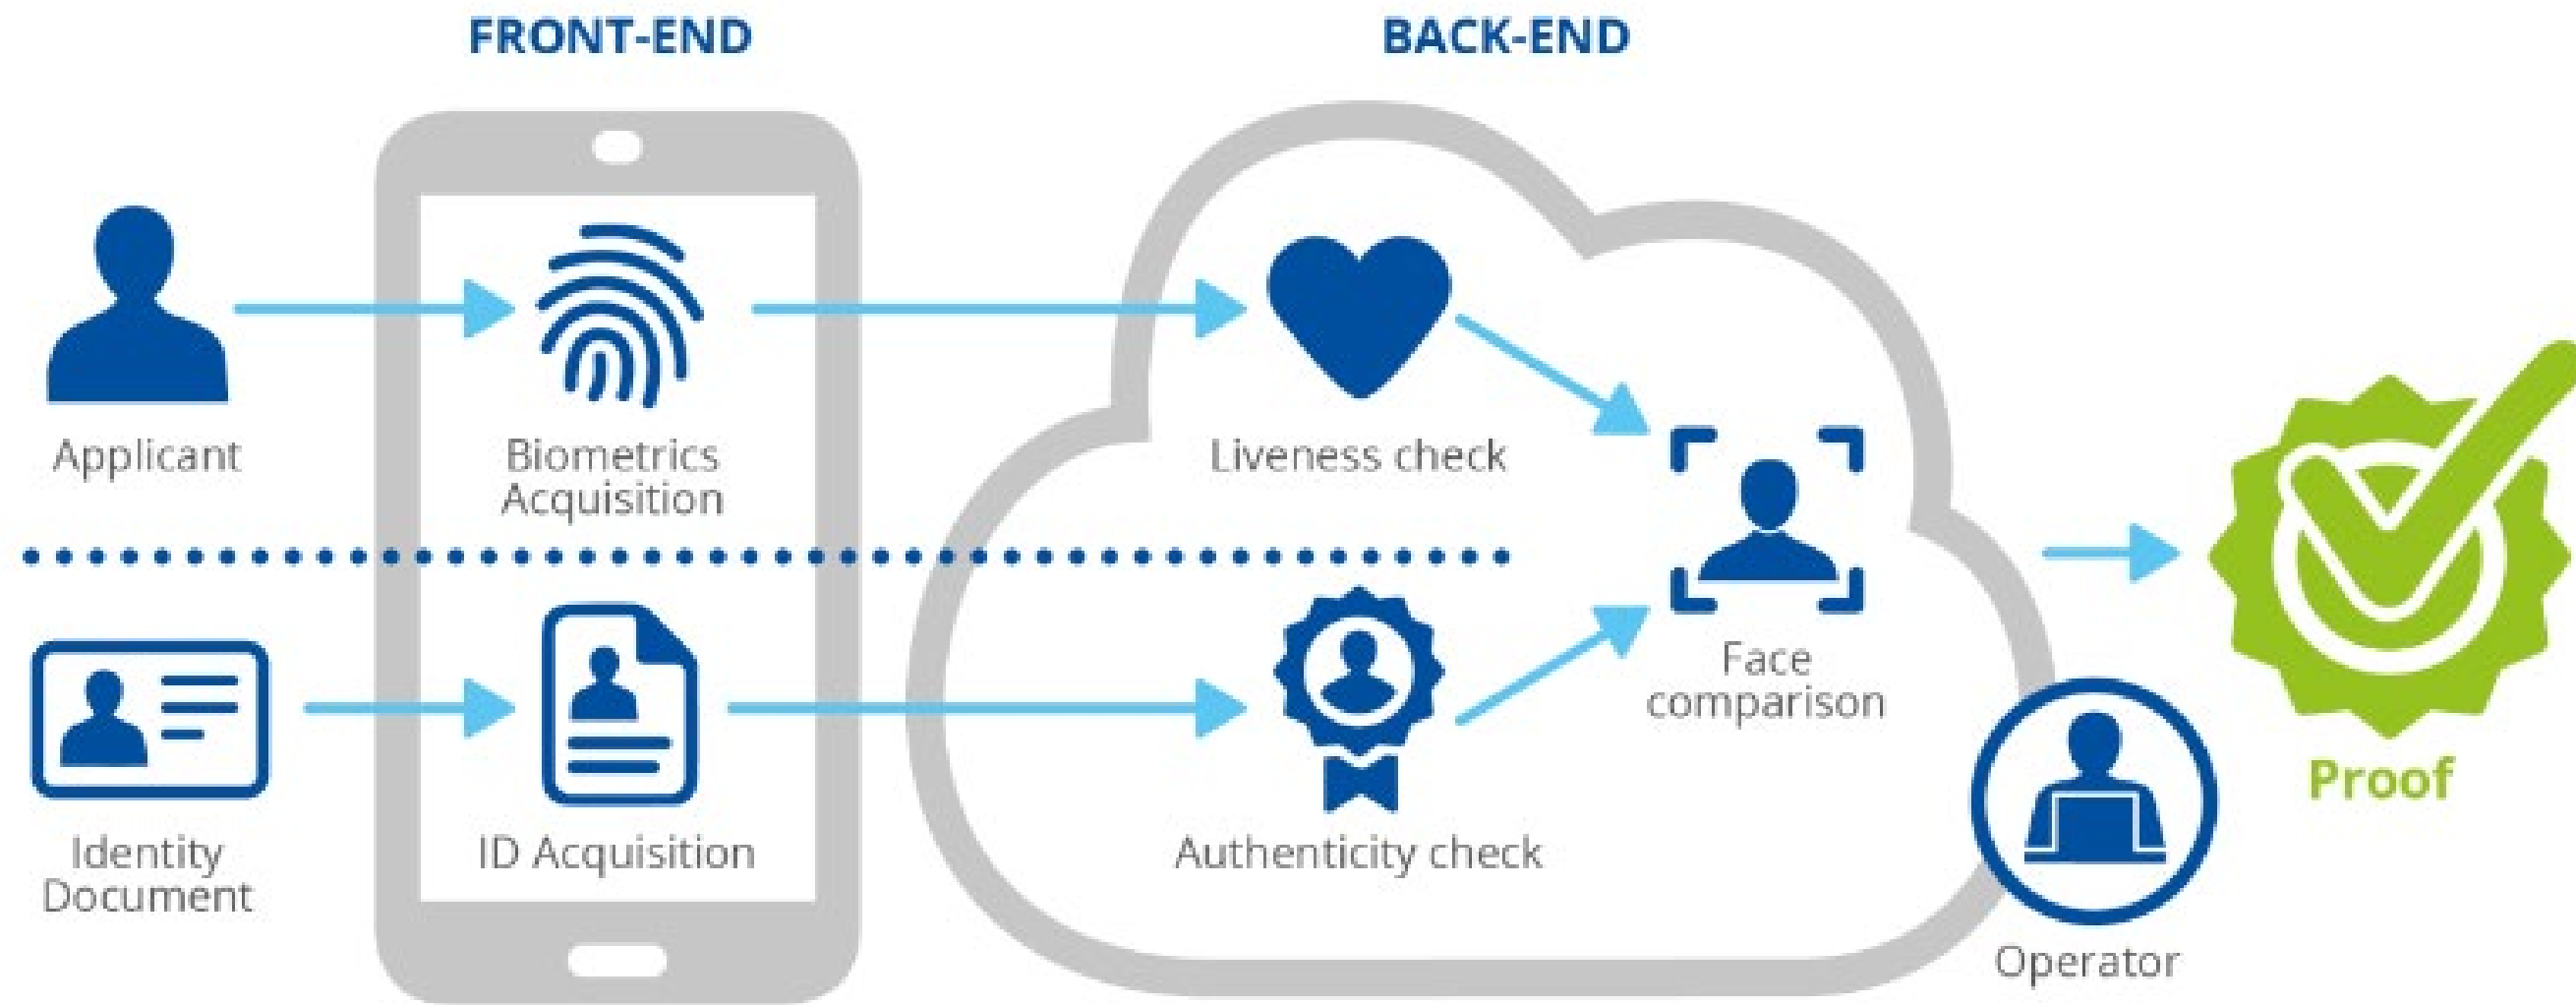 FRONT-END
BACK-END
Applicant
Biometrics
Acquisition
Liveness check
Face
comparison
Identity
Document
ID Acquisition
Authenticity check
Operator
Proof